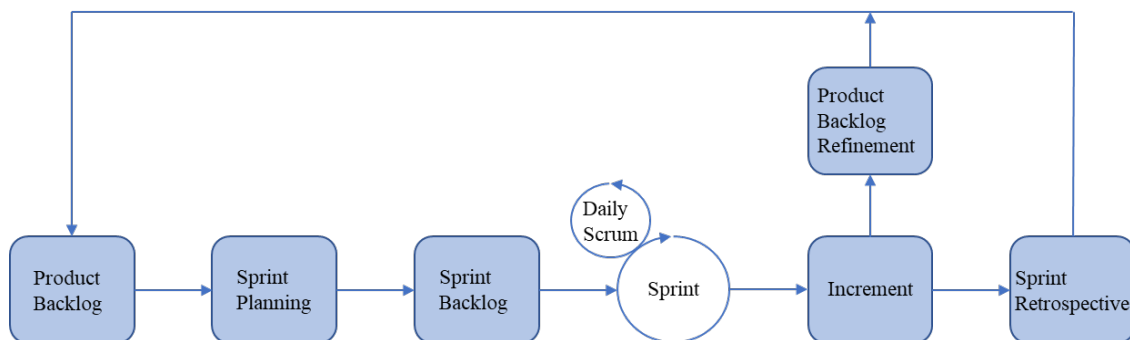 Product
Backlog
Refinement
Daily
Scrum
Product
Backlog
Sprint
Planning
Sprint
Backlog
Sprint
Increment
Sprint
Retrospective